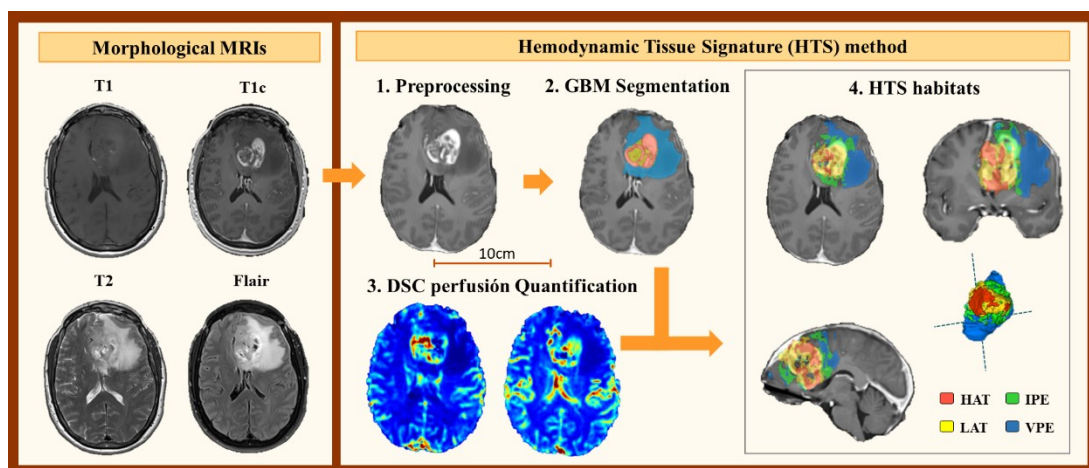 Morphological MRIs
T1
T1c
T2
Flair
Hemodynamic Tissue Signature (HTS) method
1. Preprocessing
2. GBM Segmentation
10cm
3. DSC perfusión Quantification
4. HTS habitats
HAT
IPE
LAT
VPE